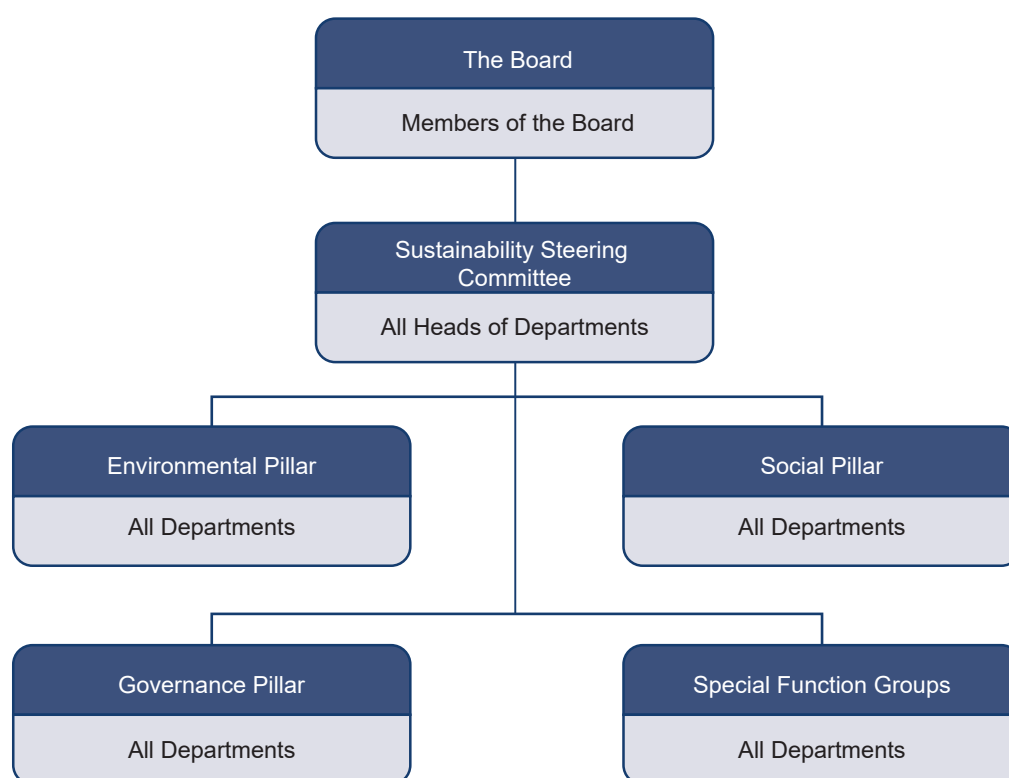 The Board
Members of the Board
Sustainability Steering
Committee
All Heads of Departments
Environmental Pillar
All Departments
Social Pillar
All Departments
Governance Pillar
All Departments
Special Function Groups
All Departments